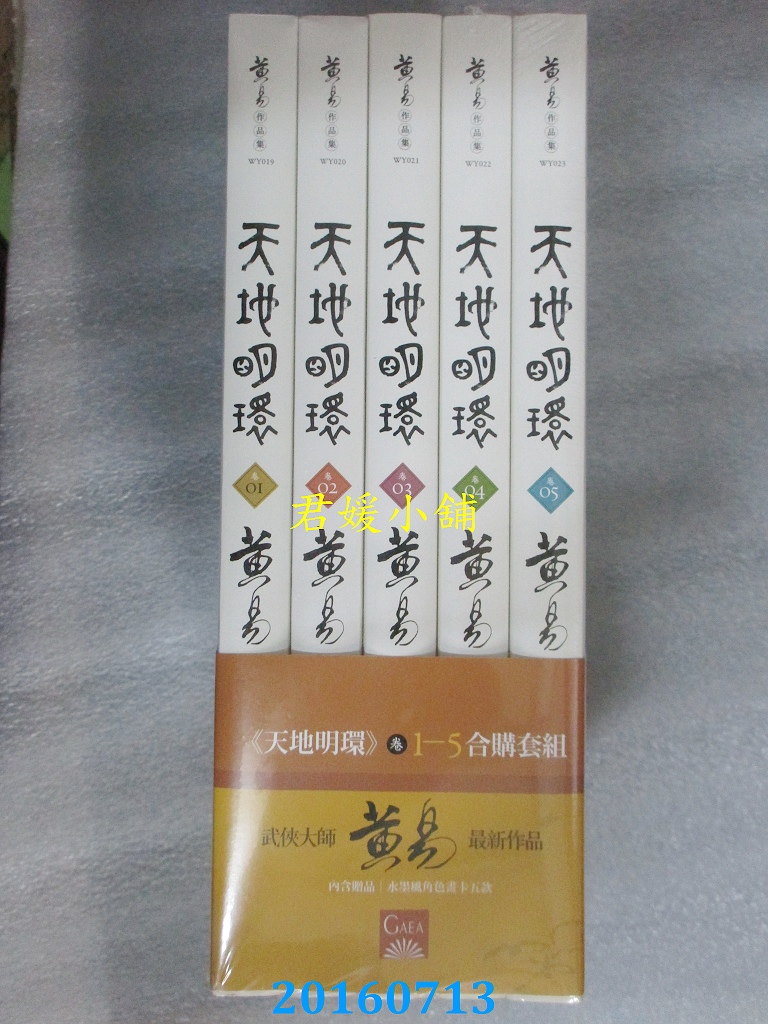 黃易作品集
WY019
天地明環
卷
01
黃易
黃易作品集
WY020
天地明環
卷
02
黃易
黃易作品集
WY021
天地明環
卷
03
黃易
黃易作品集
WY022
天地明環
卷
04
黃易
黃易作品集
WY023
天地明環
卷
05
黃易
君媛小舖
《天地明環》卷1—5合購套組
武俠大師 黃易 最新作品
內含贈品｜水墨風角色畫卡五款
GAEA
20160713